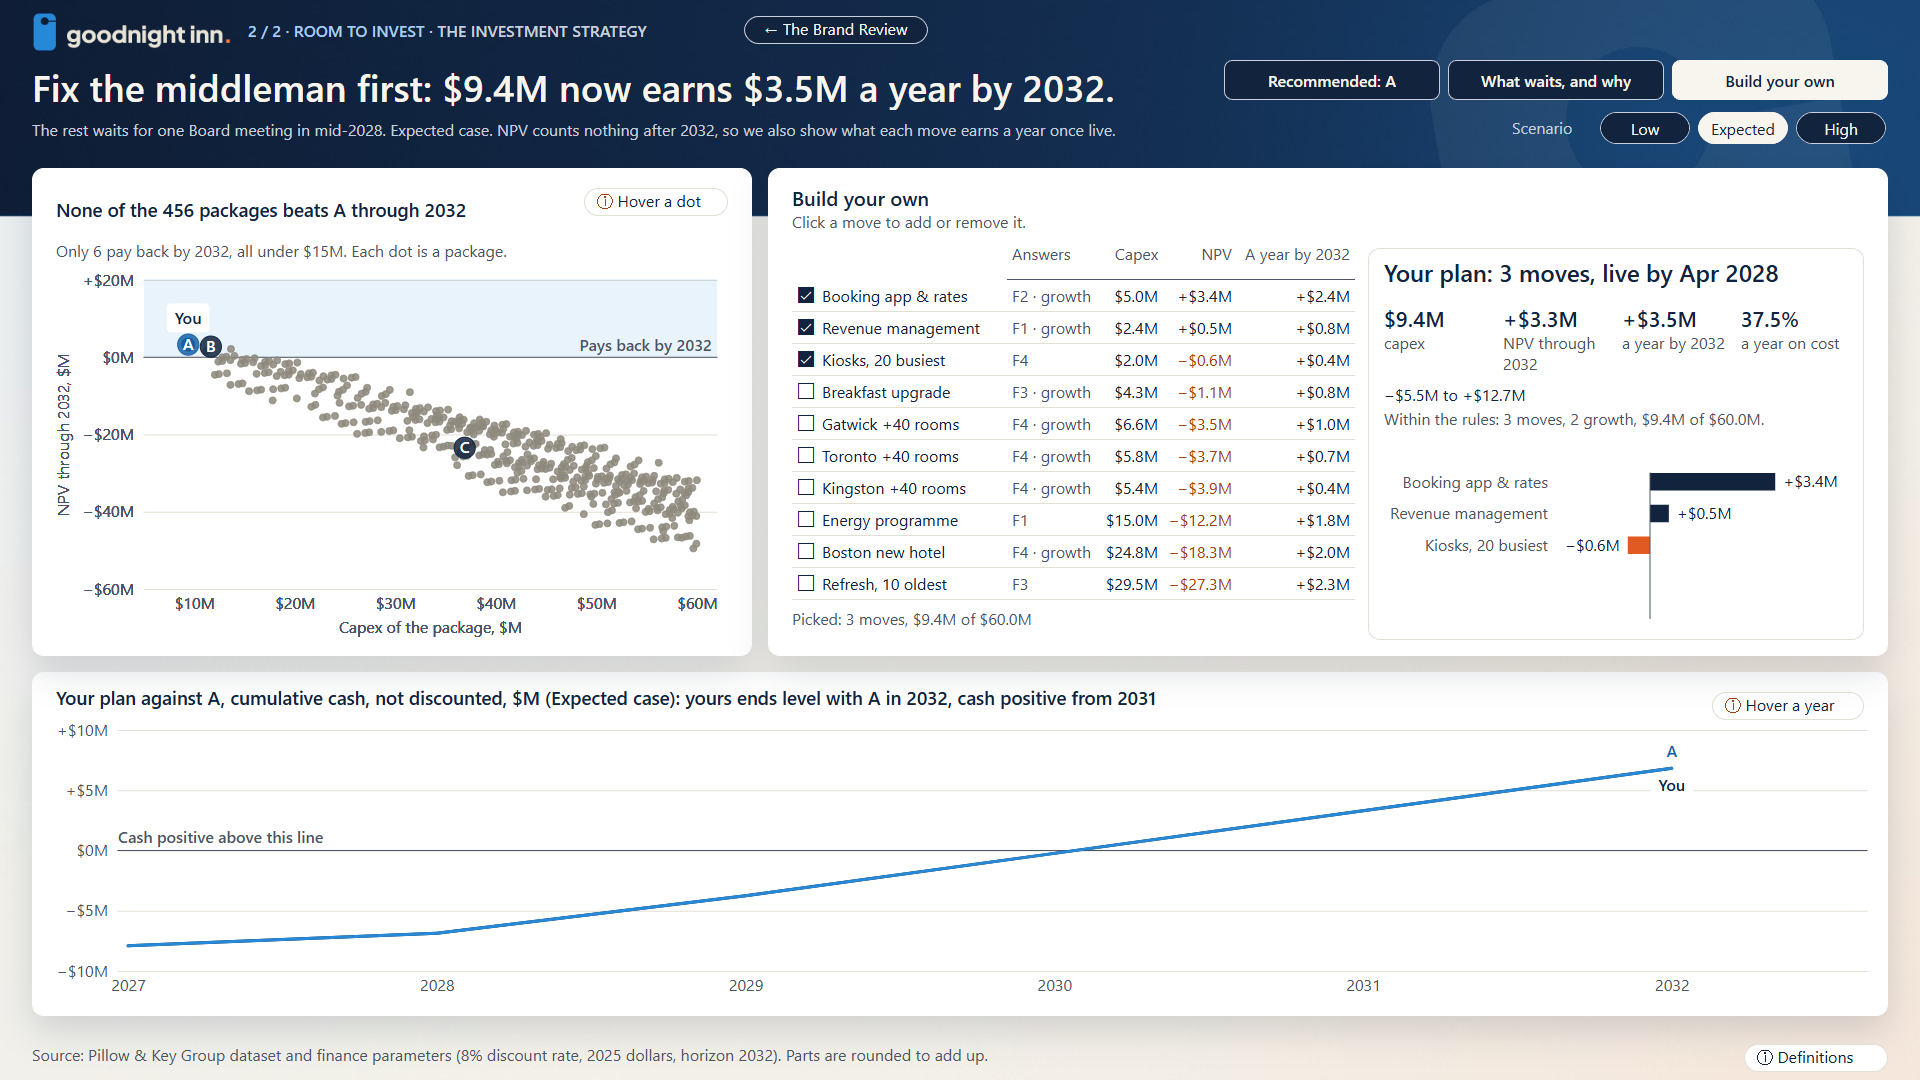 goodnight inn.
2 / 2 · ROOM TO INVEST · THE INVESTMENT STRATEGY
← The Brand Review
Fix the middleman first: $9.4M now earns $3.5M a year by 2032.
The rest waits for one Board meeting in mid-2028. Expected case. NPV counts nothing after 2032, so we also show what each move earns a year once live.
Recommended: A
What waits, and why
Build your own
Scenario
Low
Expected
High
None of the 456 packages beats A through 2032
Hover a dot
Only 6 pay back by 2032, all under $15M. Each dot is a package.
NPV through 2032, $M
+$20M
$0M
−$20M
−$40M
−$60M
You
A
B
C
Pays back by 2032
$10M $20M $30M $40M $50M $60M
Capex of the package, $M
Build your own
Click a move to add or remove it.
Answers Capex NPV A year by 2032
Booking app & rates F2 · growth $5.0M +$3.4M +$2.4M
Revenue management F1 · growth $2.4M +$0.5M +$0.8M
Kiosks, 20 busiest F4 $2.0M −$0.6M +$0.4M
Breakfast upgrade F3 · growth $4.3M −$1.1M +$0.8M
Gatwick +40 rooms F4 · growth $6.6M −$3.5M +$1.0M
Toronto +40 rooms F4 · growth $5.8M −$3.7M +$0.7M
Kingston +40 rooms F4 · growth $5.4M −$3.9M +$0.4M
Energy programme F1 $15.0M −$12.2M +$1.8M
Boston new hotel F4 · growth $24.8M −$18.3M +$2.0M
Refresh, 10 oldest F3 $29.5M −$27.3M +$2.3M
Picked: 3 moves, $9.4M of $60.0M
Your plan: 3 moves, live by Apr 2028
$9.4M +$3.3M +$3.5M 37.5%
capex NPV through 2032 a year by 2032 a year on cost
−$5.5M to +$12.7M
Within the rules: 3 moves, 2 growth, $9.4M of $60.0M.
Booking app & rates +$3.4M
Revenue management +$0.5M
Kiosks, 20 busiest −$0.6M
Your plan against A, cumulative cash, not discounted, $M (Expected case): yours ends level with A in 2032, cash positive from 2031
Hover a year
+$10M
+$5M
$0M
−$5M
−$10M
Cash positive above this line
A
You
2027 2028 2029 2030 2031 2032
Source: Pillow & Key Group dataset and finance parameters (8% discount rate, 2025 dollars, horizon 2032). Parts are rounded to add up.
Definitions